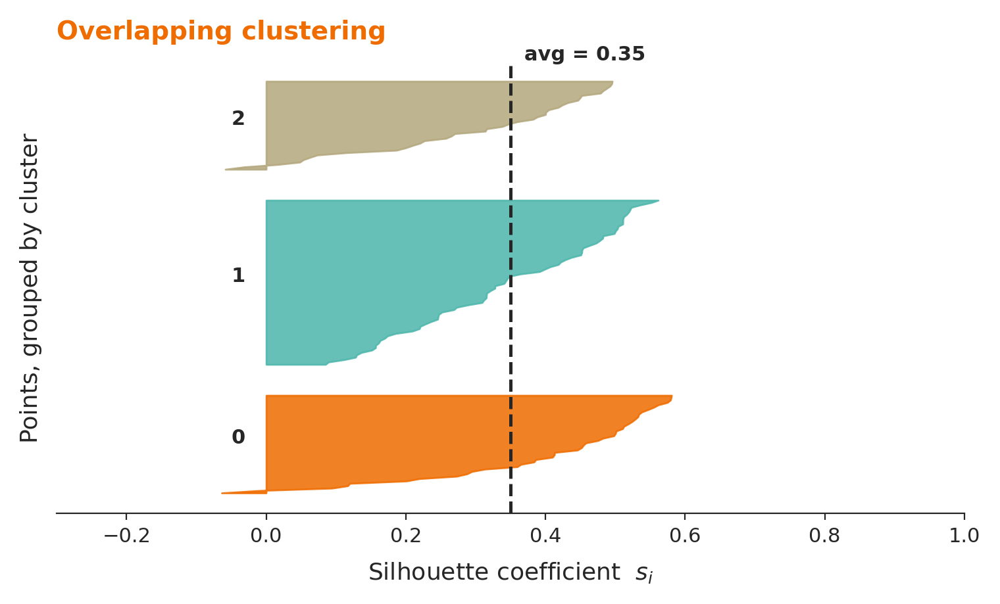 Overlapping clustering
avg = 0.35
2
1
0
Points, grouped by cluster
−0.2 0.0 0.2 0.4 0.6 0.8 1.0
Silhouette coefficient sᵢ